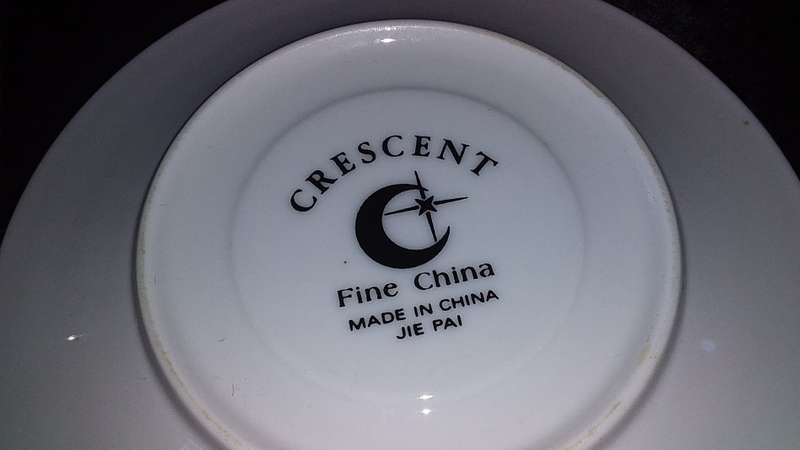 CRESCENT
Fine China
MADE IN CHINA
JIE PAI